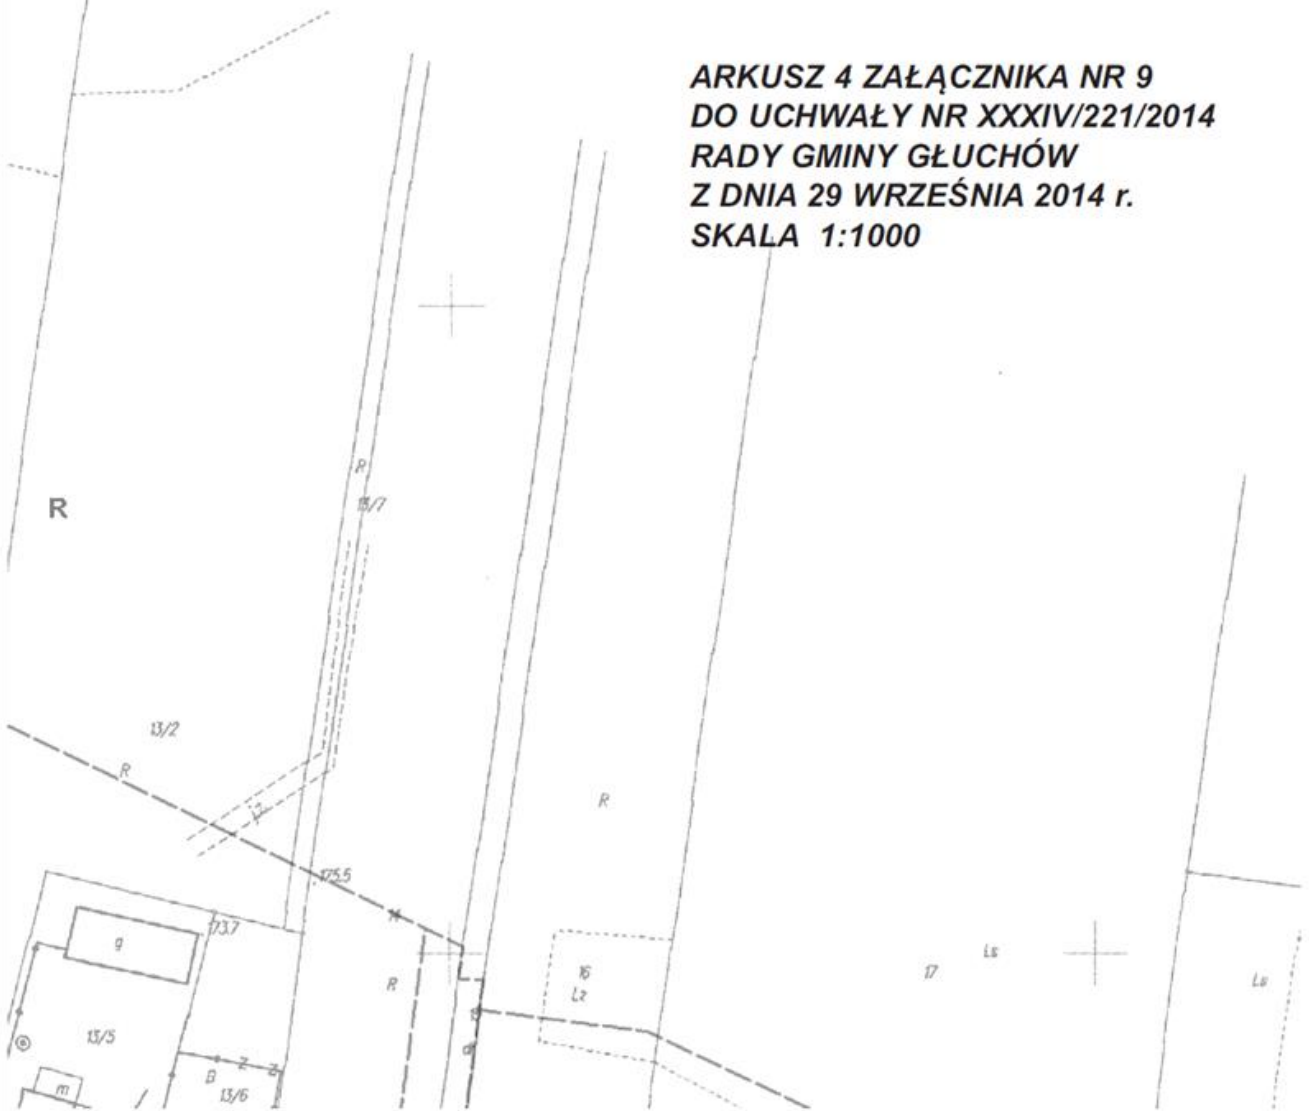 ARKUSZ 4 ZAŁĄCZNIKA NR 9
DO UCHWAŁY NR XXXIV/221/2014
RADY GMINY GŁUCHÓW
Z DNIA 29 WRZEŚNIA 2014 r.
SKALA 1:1000
R
13/7
R
13/2
R
R
175.5
173.7
g
R
16
Lz
17
Ls
13/5
m
B
13/6